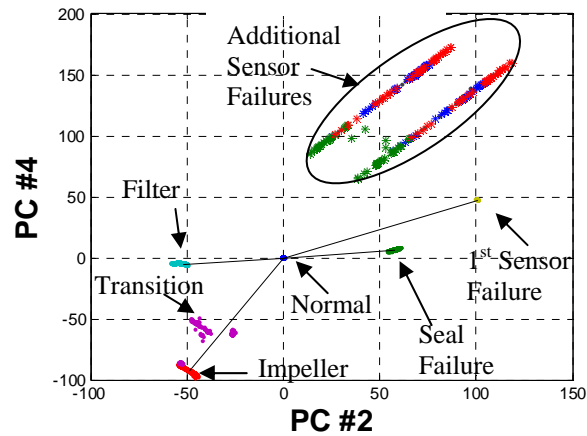 200
150
100
50
0
-50
-100
-100
-50
0
50
100
150
PC #4
PC #2
Additional
Sensor
Failures
Filter
Transition
Impeller
Normal
Seal
Failure
1st Sensor
Failure